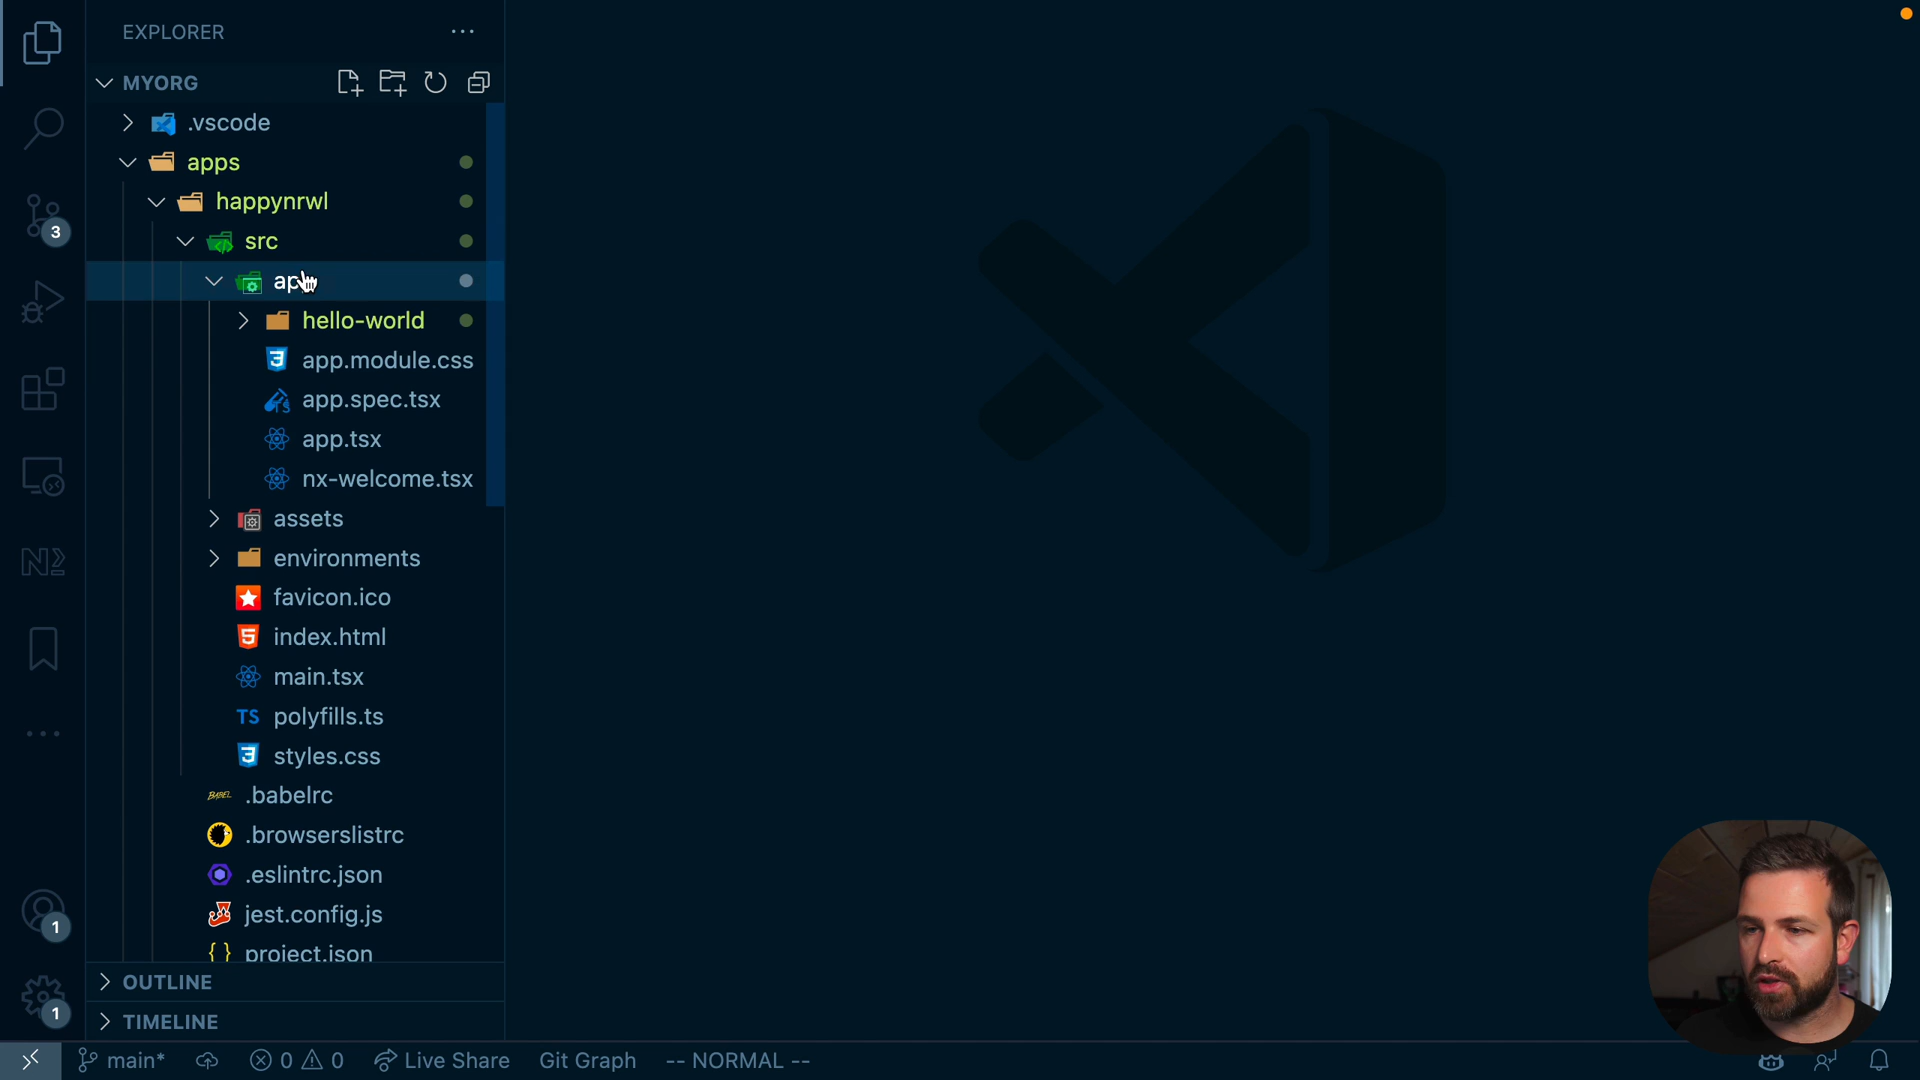 EXPLORER
MYORG
.vscode
apps
happynrwl
src
hello-world
app.module.css
app.spec.tsx
app.tsx
nx-welcome.tsx
assets
environments
favicon.ico
index.html
main.tsx
TS polyfills.ts
styles.css
BABEL .babelrc
.browserslistrc
.eslintrc.json
jest.config.js
{ } project.json
OUTLINE
TIMELINE
3
1
1
main* 0 0 Live Share Git Graph -- NORMAL --